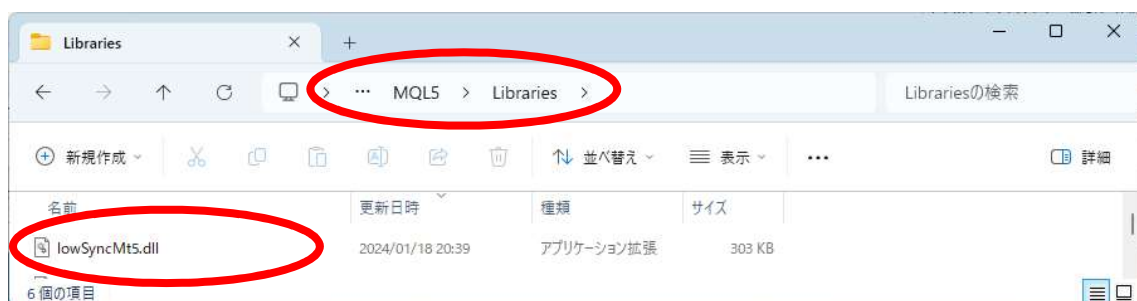 Libraries
MQL5 > Libraries >
Librariesの検索
新規作成
並べ替え
表示
詳細
名前 更新日時 種類 サイズ
lowSyncMt5.dll 2024/01/18 20:39 アプリケーション拡張 303 KB
6 個の項目